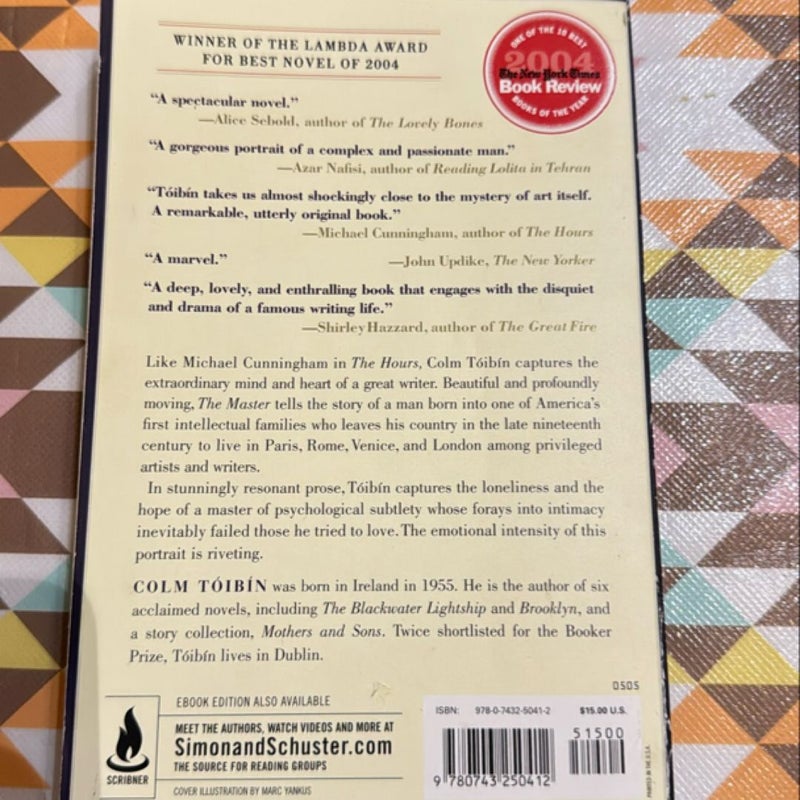 WINNER OF THE LAMBDA AWARD
FOR BEST NOVEL OF 2004
ONE OF THE 10 BEST
2004
The New York Times
Book Review
BOOKS OF THE YEAR
“A spectacular novel.”
—Alice Sebold, author of The Lovely Bones
“A gorgeous portrait of a complex and passionate man.”
—Azar Nafisi, author of Reading Lolita in Tehran
“Tóibín takes us almost shockingly close to the mystery of art itself.
A remarkable, utterly original book.”
—Michael Cunningham, author of The Hours
“A marvel.” —John Updike, The New Yorker
“A deep, lovely, and enthralling book that engages with the disquiet
and drama of a famous writing life.”
—Shirley Hazzard, author of The Great Fire
Like Michael Cunningham in The Hours, Colm Tóibín captures the
extraordinary mind and heart of a great writer. Beautiful and profoundly
moving, The Master tells the story of a man born into one of America’s
first intellectual families who leaves his country in the late nineteenth
century to live in Paris, Rome, Venice, and London among privileged
artists and writers.
In stunningly resonant prose, Tóibín captures the loneliness and the
hope of a master of psychological subtlety whose forays into intimacy
inevitably failed those he tried to love. The emotional intensity of this
portrait is riveting.
COLM TÓIBÍN was born in Ireland in 1955. He is the author of six
acclaimed novels, including The Blackwater Lightship and Brooklyn, and
a story collection, Mothers and Sons. Twice shortlisted for the Booker
Prize, Tóibín lives in Dublin.
0505
EBOOK EDITION ALSO AVAILABLE
MEET THE AUTHORS, WATCH VIDEOS AND MORE AT
SimonandSchuster.com
THE SOURCE FOR READING GROUPS
SCRIBNER
COVER ILLUSTRATION BY MARC YANKUS
ISBN: 978-0-7432-5041-2 $15.00 U.S.
51500
9 780743 250412
PRINTED IN THE U.S.A.